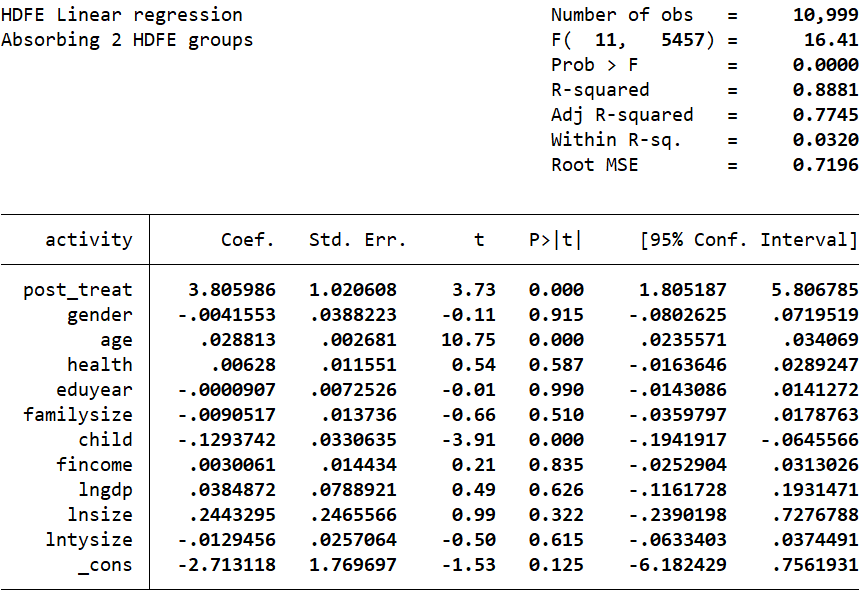 HDFE Linear regression                            Number of obs   =     10,999
Absorbing 2 HDFE groups                           F(  11,   5457) =      16.41
                                                  Prob > F        =     0.0000
                                                  R-squared       =     0.8881
                                                  Adj R-squared   =     0.7745
                                                  Within R-sq.    =     0.0320
                                                  Root MSE        =     0.7196
    activity        Coef.   Std. Err.      t    P>|t|     [95% Conf. Interval]
  post_treat     3.805986   1.020608     3.73   0.000     1.805187    5.806785
      gender    -.0041553   .0388223    -0.11   0.915    -.0802625    .0719519
         age      .028813    .002681    10.75   0.000     .0235571     .034069
      health       .00628    .011551     0.54   0.587    -.0163646    .0289247
     eduyear    -.0000907   .0072526    -0.01   0.990    -.0143086    .0141272
  familysize    -.0090517    .013736    -0.66   0.510    -.0359797    .0178763
       child    -.1293742   .0330635    -3.91   0.000    -.1941917   -.0645566
     fincome     .0030061    .014434     0.21   0.835    -.0252904    .0313026
       lngdp     .0384872   .0788921     0.49   0.626    -.1161728    .1931471
      lnsize     .2443295   .2465566     0.99   0.322    -.2390198    .7276788
    lntysize    -.0129456   .0257064    -0.50   0.615    -.0633403    .0374491
       _cons    -2.713118   1.769697    -1.53   0.125    -6.182429    .7561931